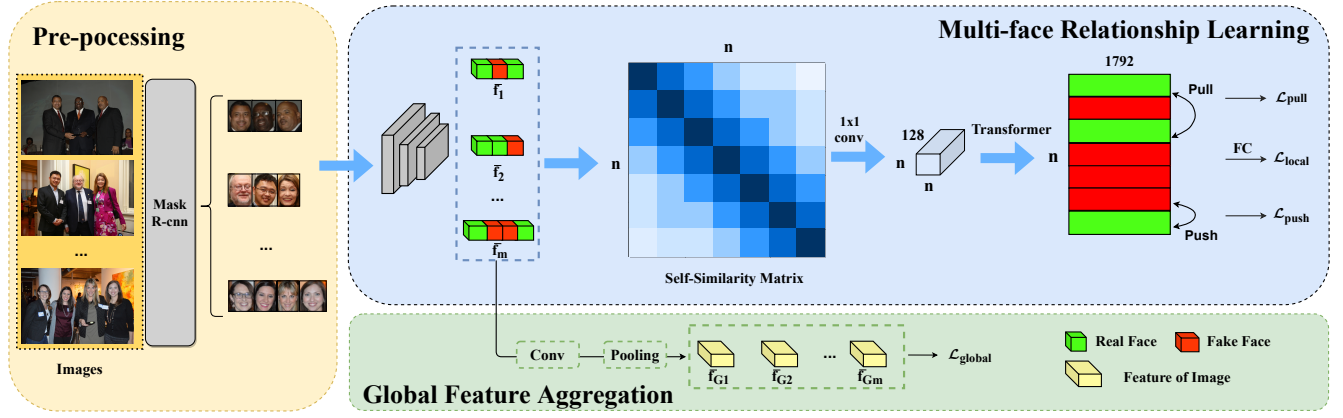 Pre-pocessing
Images
...
Mask
R-cnn
...
Multi-face Relationship Learning
f̄1
f̄2
...
f̄m
n
n
Self-Similarity Matrix
1x1
conv
128
n
n
Transformer
1792
n
Pull
Push
ℒpull
FC
ℒlocal
ℒpush
Conv
Pooling
f̄G1
f̄G2
...
f̄Gm
ℒglobal
Real Face
Fake Face
Feature of Image
Global Feature Aggregation